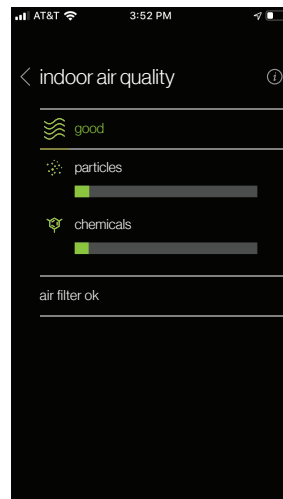 AT&T 3:52 PM
indoor air quality
good
particles
chemicals
air filter ok